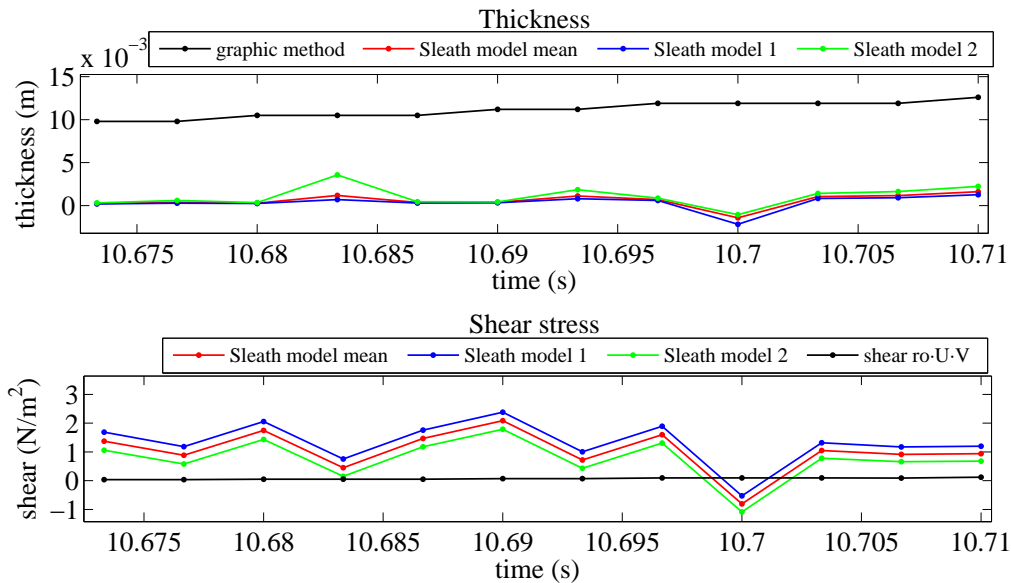 Thickness
graphic method Sleath model mean Sleath model 1 Sleath model 2
x 10⁻³
15
10
5
0
thickness (m)
10.675 10.68 10.685 10.69 10.695 10.7 10.705 10.71
time (s)
Shear stress
Sleath model mean Sleath model 1 Sleath model 2 shear ro·U·V
3
2
1
0
−1
shear (N/m²)
10.675 10.68 10.685 10.69 10.695 10.7 10.705 10.71
time (s)